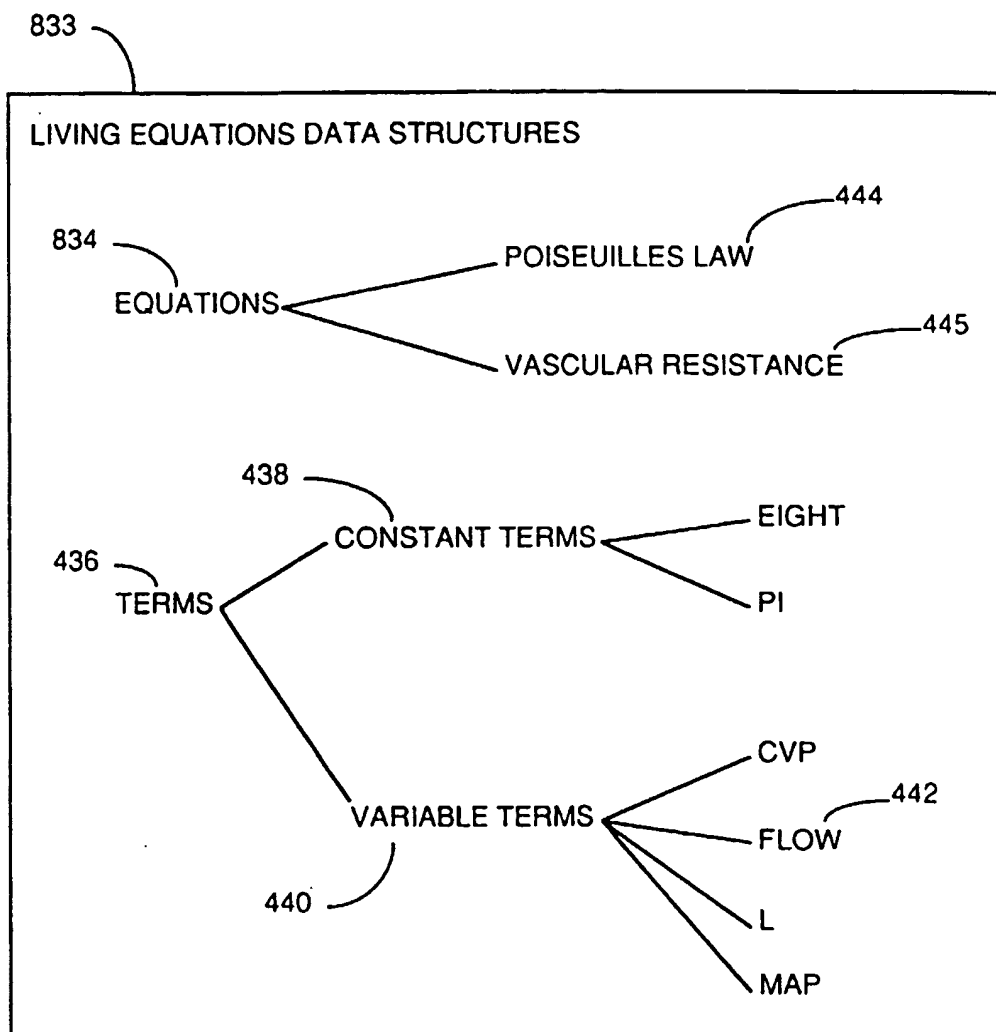 833
LIVING EQUATIONS DATA STRUCTURES
444
834
POISEUILLES LAW
EQUATIONS
445
VASCULAR RESISTANCE
438
EIGHT
CONSTANT TERMS
436
TERMS
PI
CVP
442
VARIABLE TERMS
FLOW
440
L
MAP